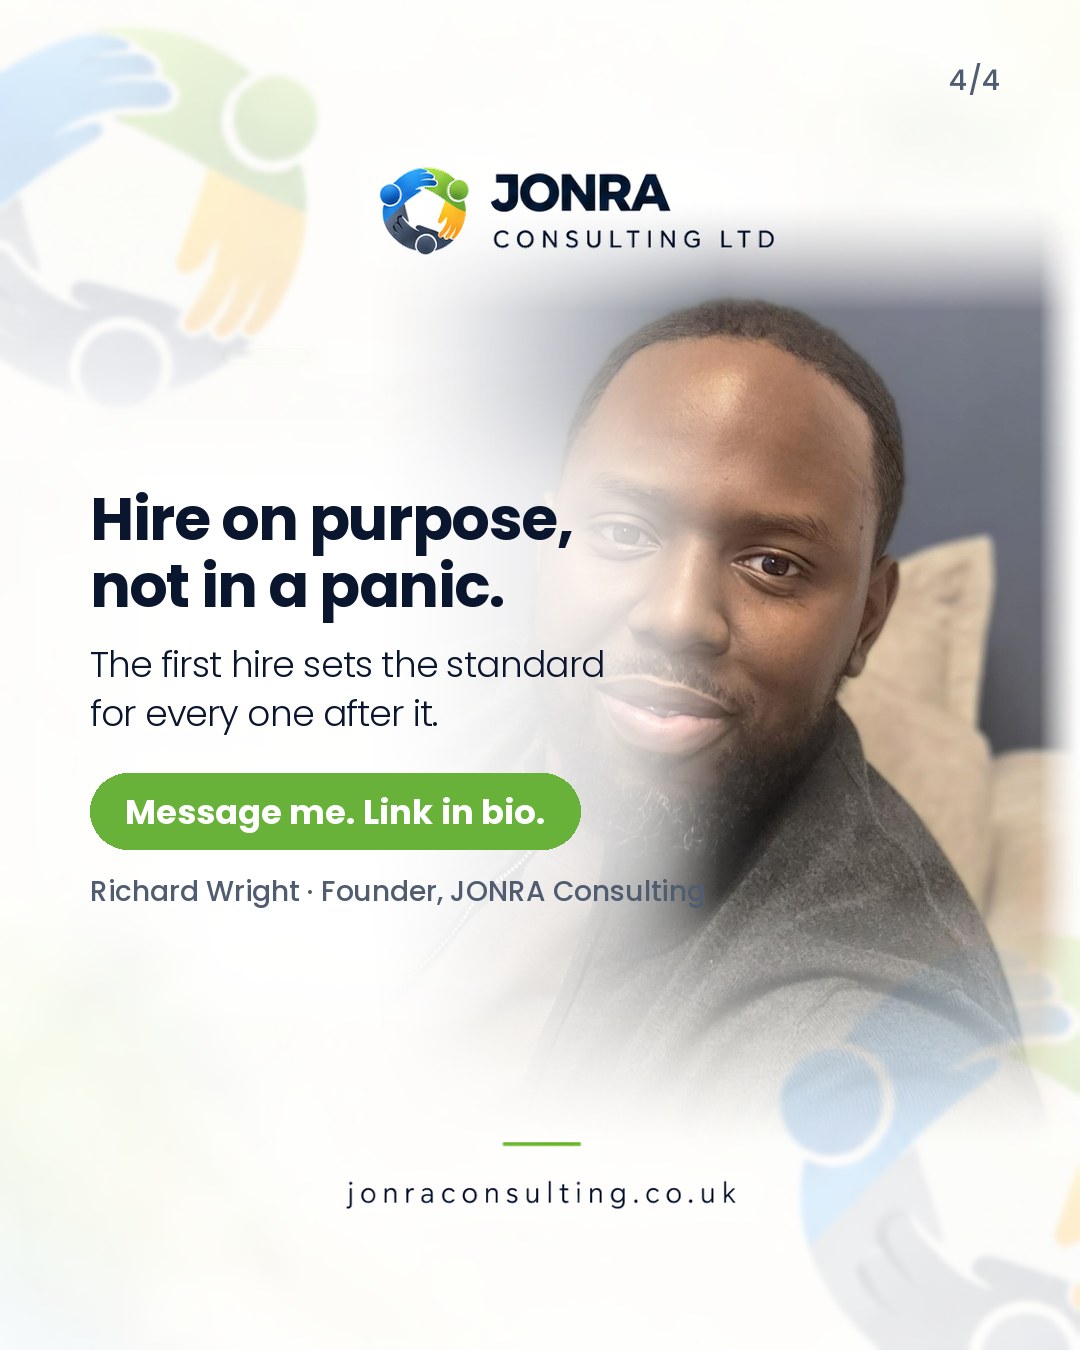 4/4
JONRA
CONSULTING LTD
Hire on purpose,
not in a panic.
The first hire sets the standard
for every one after it.
Message me. Link in bio.
Richard Wright · Founder, JONRA Consulting
jonraconsulting.co.uk